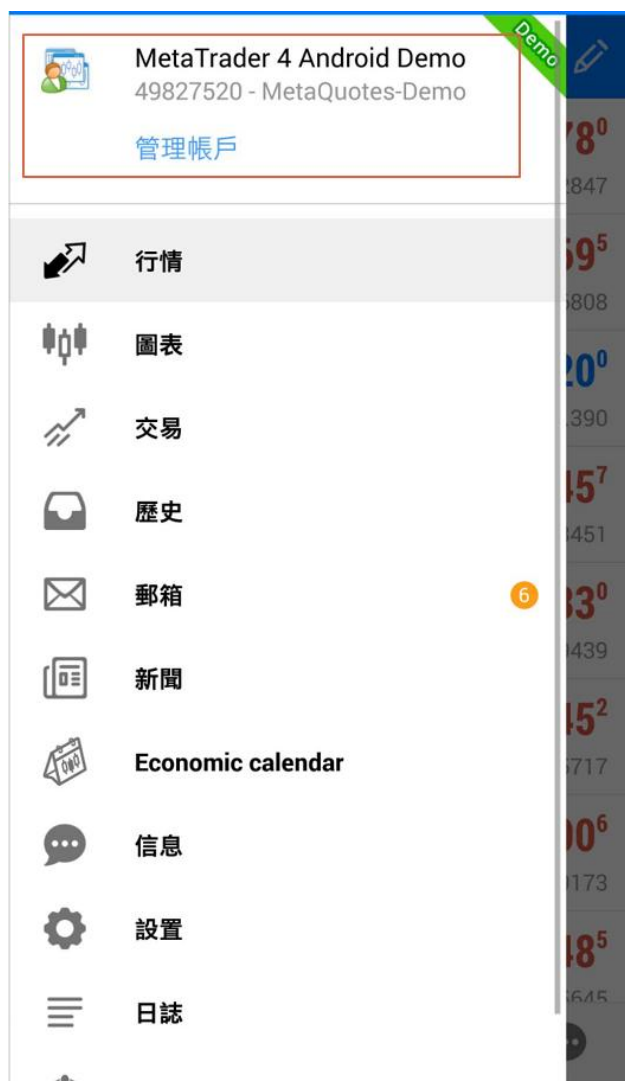 MetaTrader 4 Android Demo
Demo
49827520 - MetaQuotes-Demo
管理帳戶
行情
圖表
交易
歷史
郵箱
6
新聞
Economic calendar
信息
設置
日誌